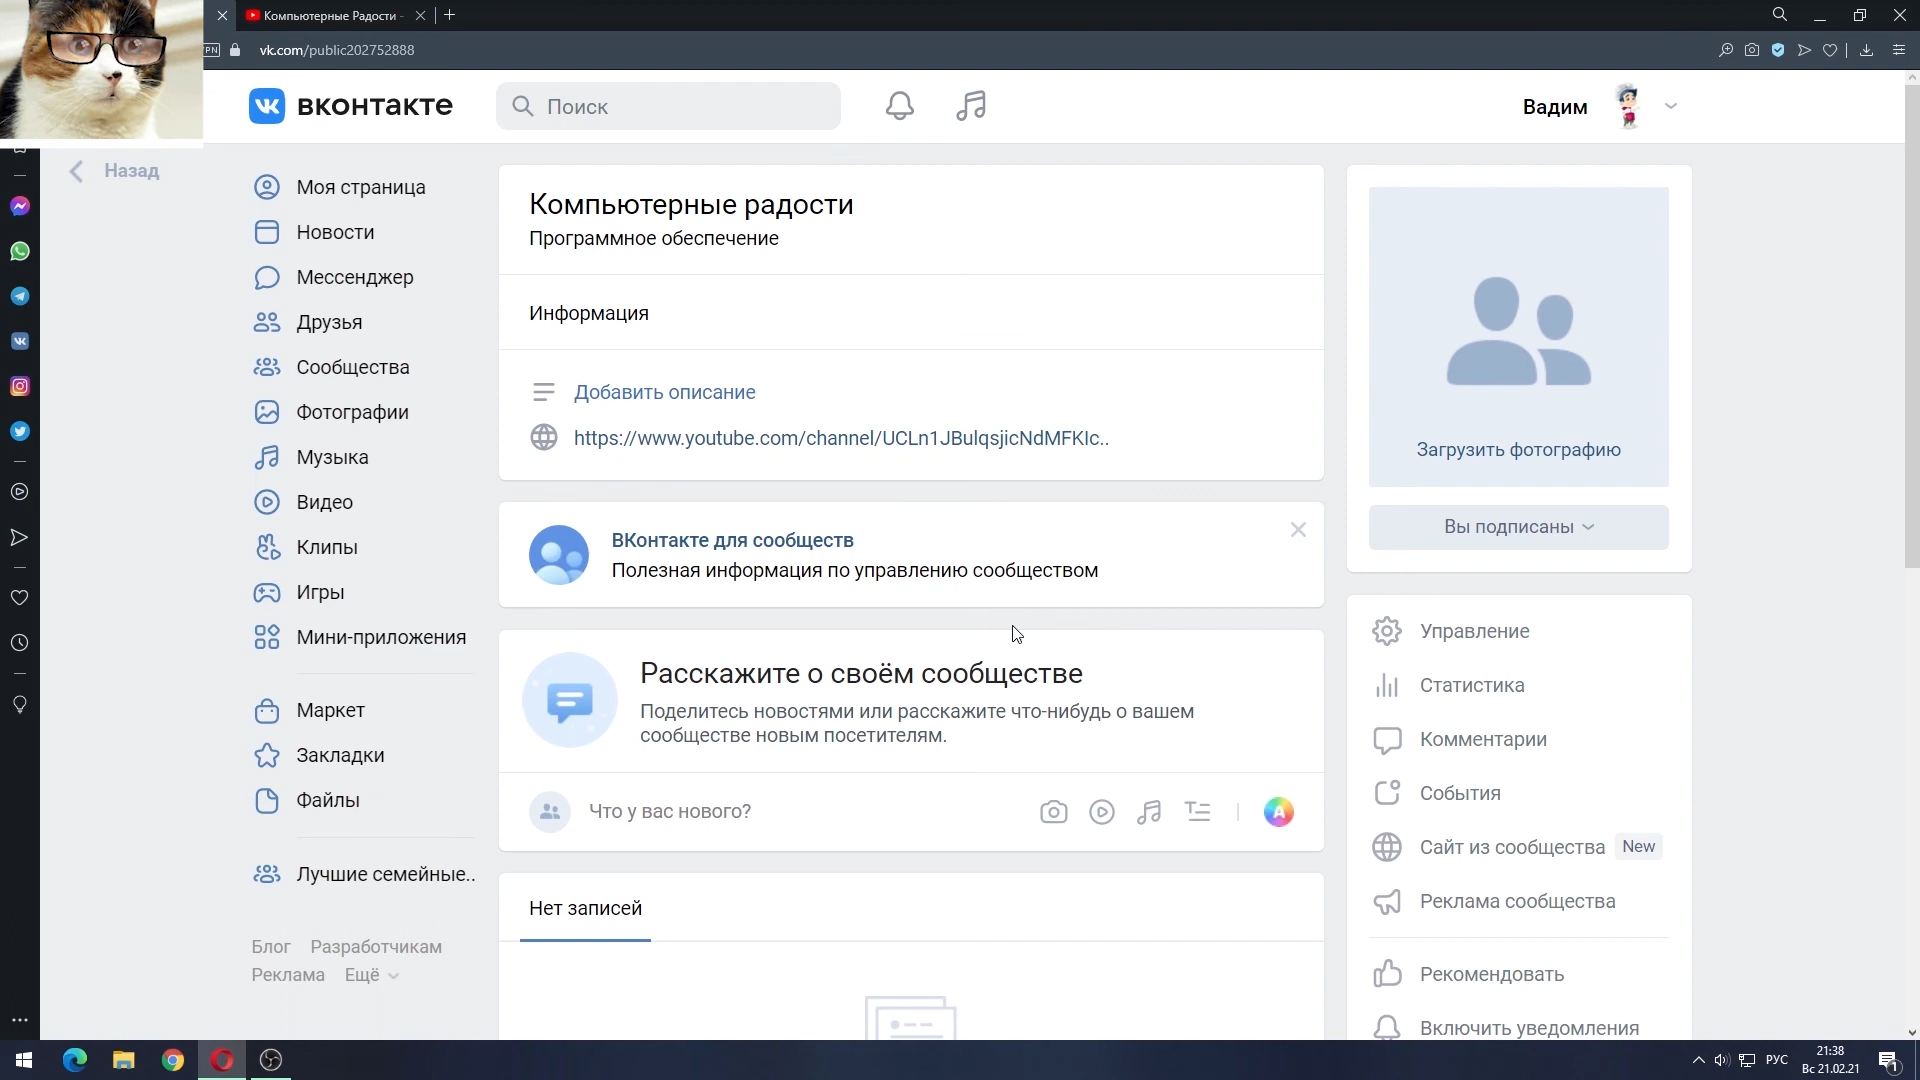 Компьютерные Радости -
PN
vk.com/public202752888
вконтакте
Поиск
Вадим
Назад
Моя страница
Новости
Мессенджер
Друзья
Сообщества
Фотографии
Музыка
Видео
Клипы
Игры
Мини-приложения
Маркет
Закладки
Файлы
Лучшие семейные..
Блог Разработчикам
Реклама Ещё
Компьютерные радости
Программное обеспечение
Информация
Добавить описание
https://www.youtube.com/channel/UCLn1JBulqsjicNdMFKIc..
ВКонтакте для сообществ
Полезная информация по управлению сообществом
Расскажите о своём сообществе
Поделитесь новостями или расскажите что-нибудь о вашем
сообществе новым посетителям.
Что у вас нового?
Нет записей
Загрузить фотографию
Вы подписаны
Управление
Статистика
Комментарии
События
Сайт из сообщества New
Реклама сообщества
Рекомендовать
Включить уведомления
РУС
21:38
Вс 21.02.21
1